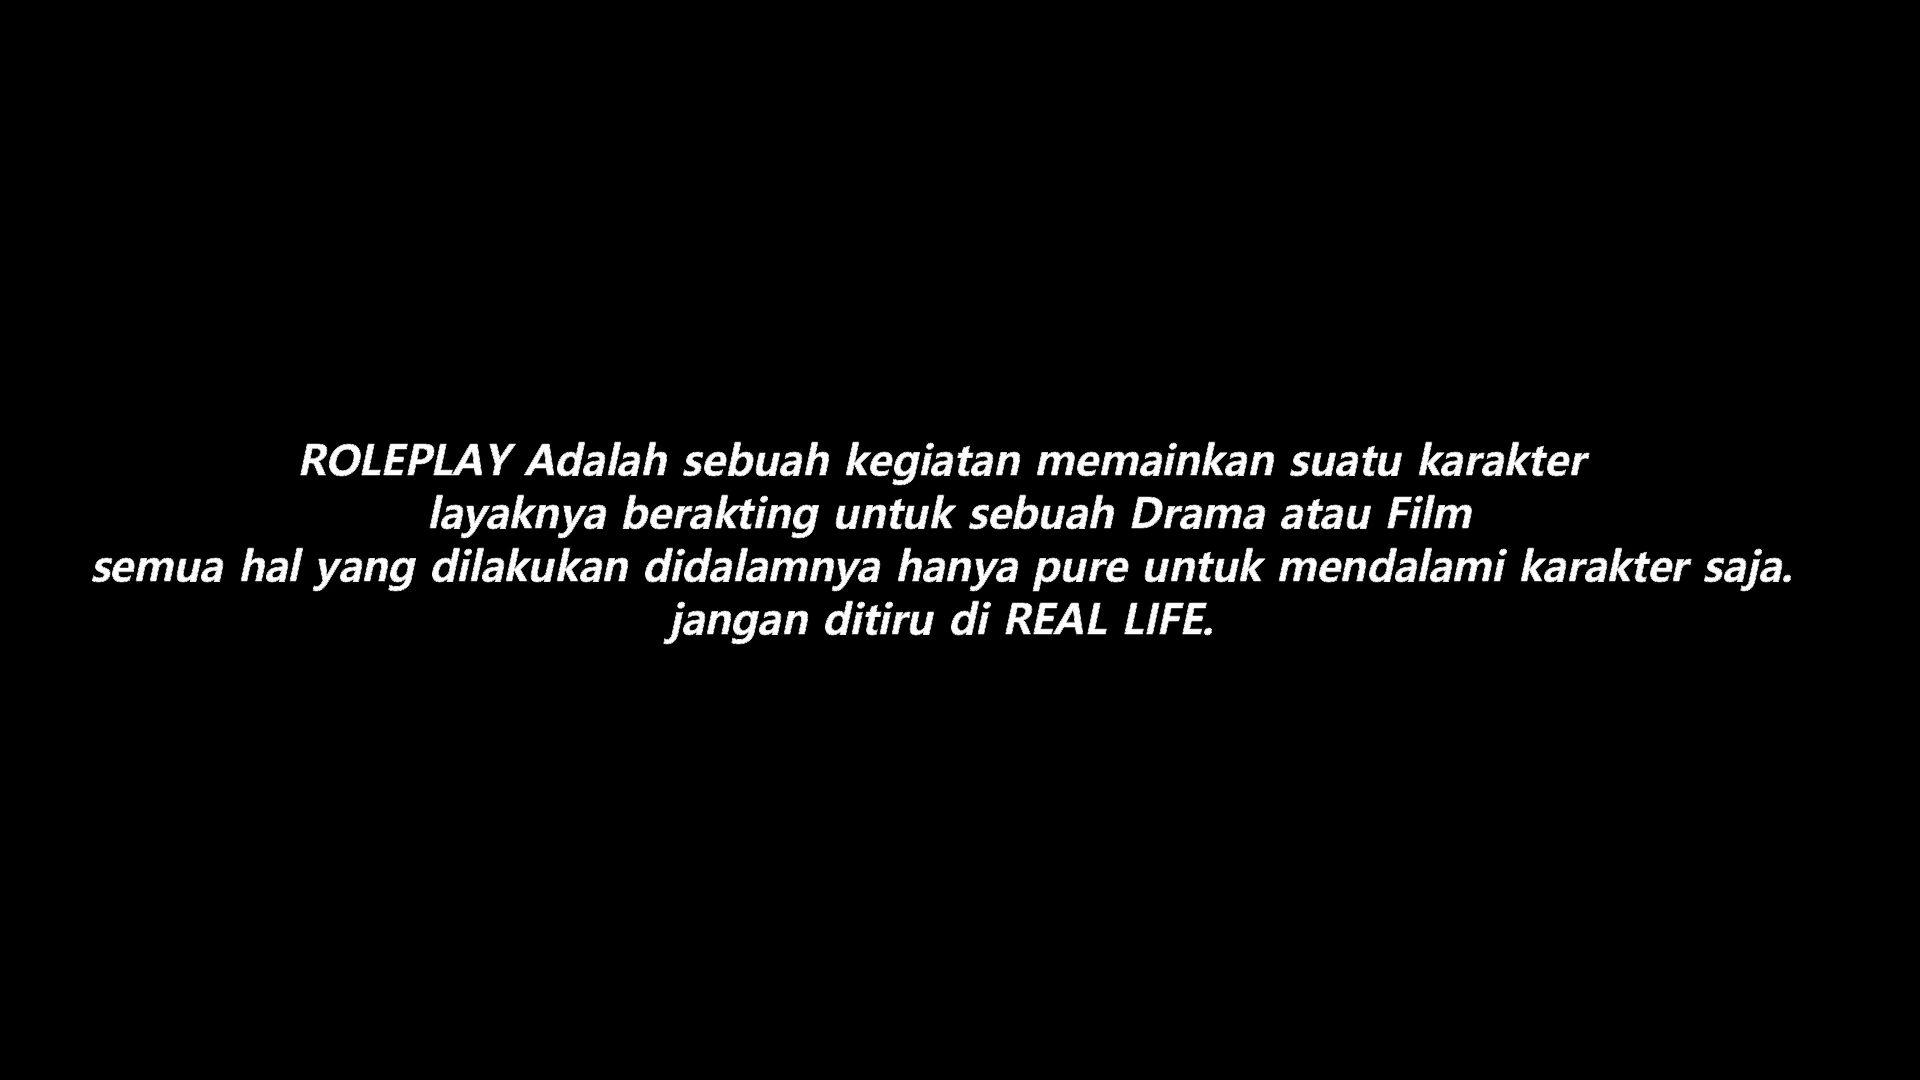 ROLEPLAY Adalah sebuah kegiatan memainkan suatu karakter
layaknya berakting untuk sebuah Drama atau Film
semua hal yang dilakukan didalamnya hanya pure untuk mendalami karakter saja.
jangan ditiru di REAL LIFE.